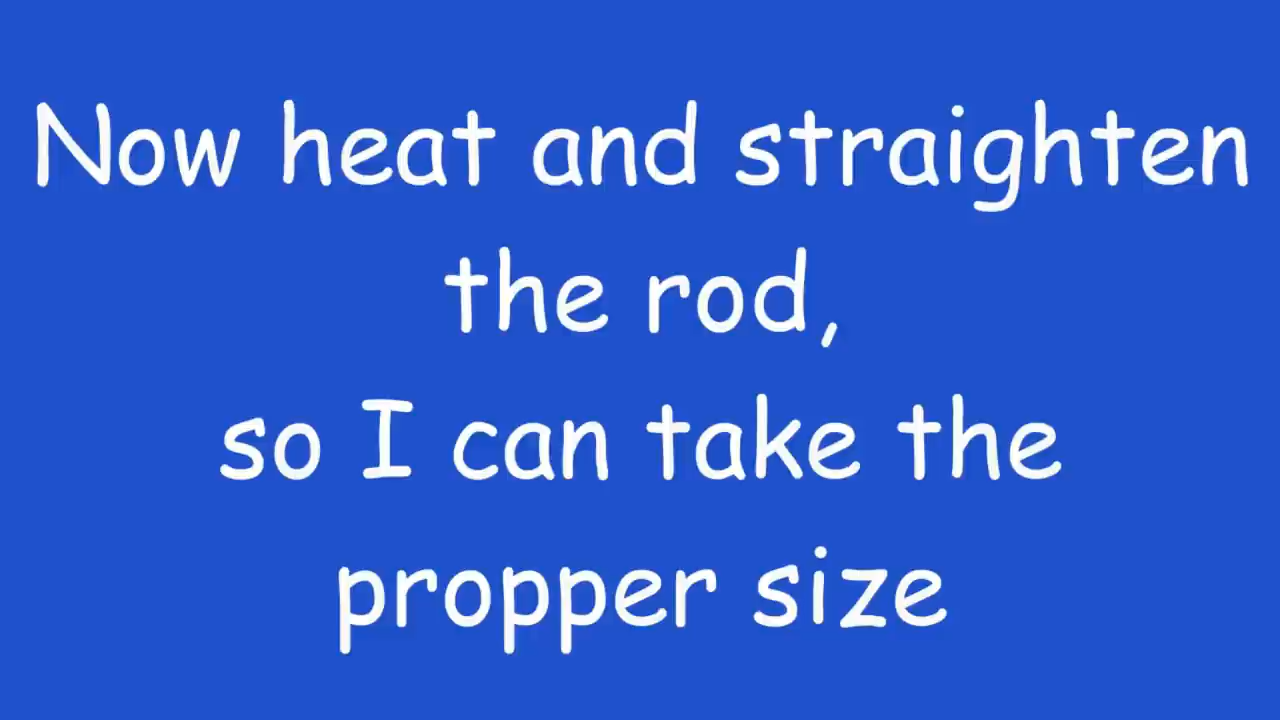 Now heat and straighten
the rod,
so I can take the
propper size